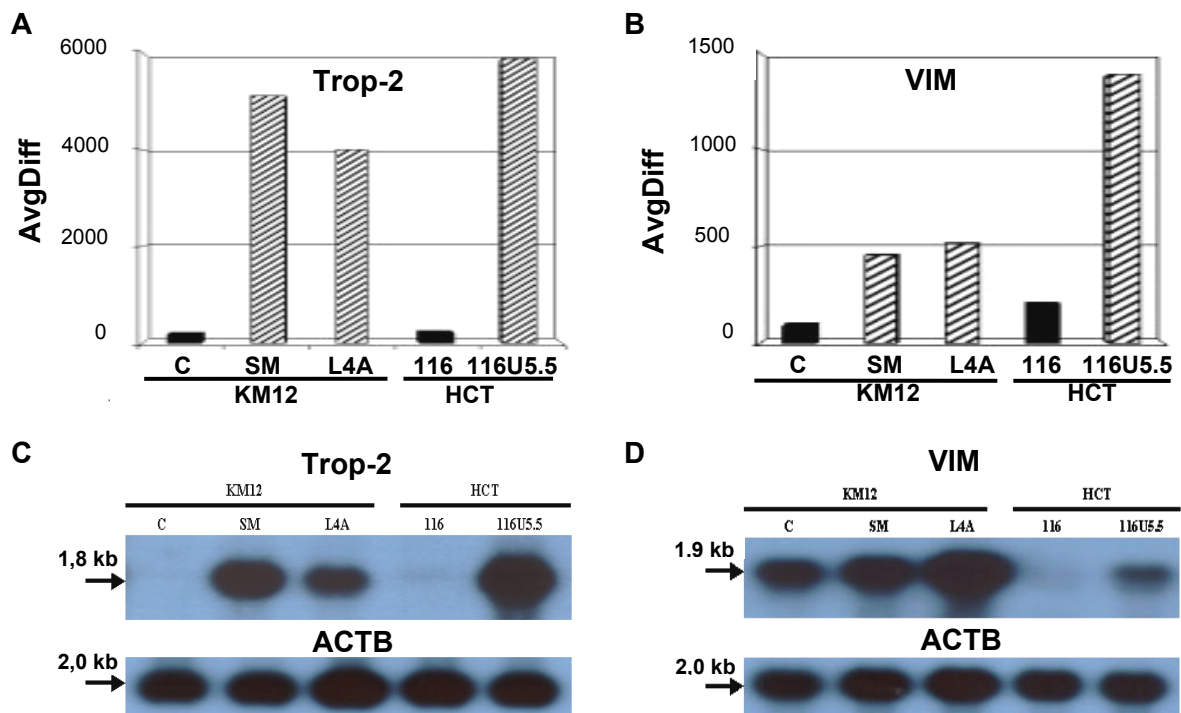 A
6000
4000
2000
0
AvgDiff
Trop-2
C SM L4A 116 116U5.5
KM12 HCT
B
1500
1000
500
0
AvgDiff
VIM
C SM L4A 116 116U5.5
KM12 HCT
C
Trop-2
KM12 HCT
C SM L4A 116 116U5.5
1,8 kb
ACTB
2,0 kb
D
VIM
KM12 HCT
C SM L4A 116 116U5.5
1.9 kb
ACTB
2,0 kb